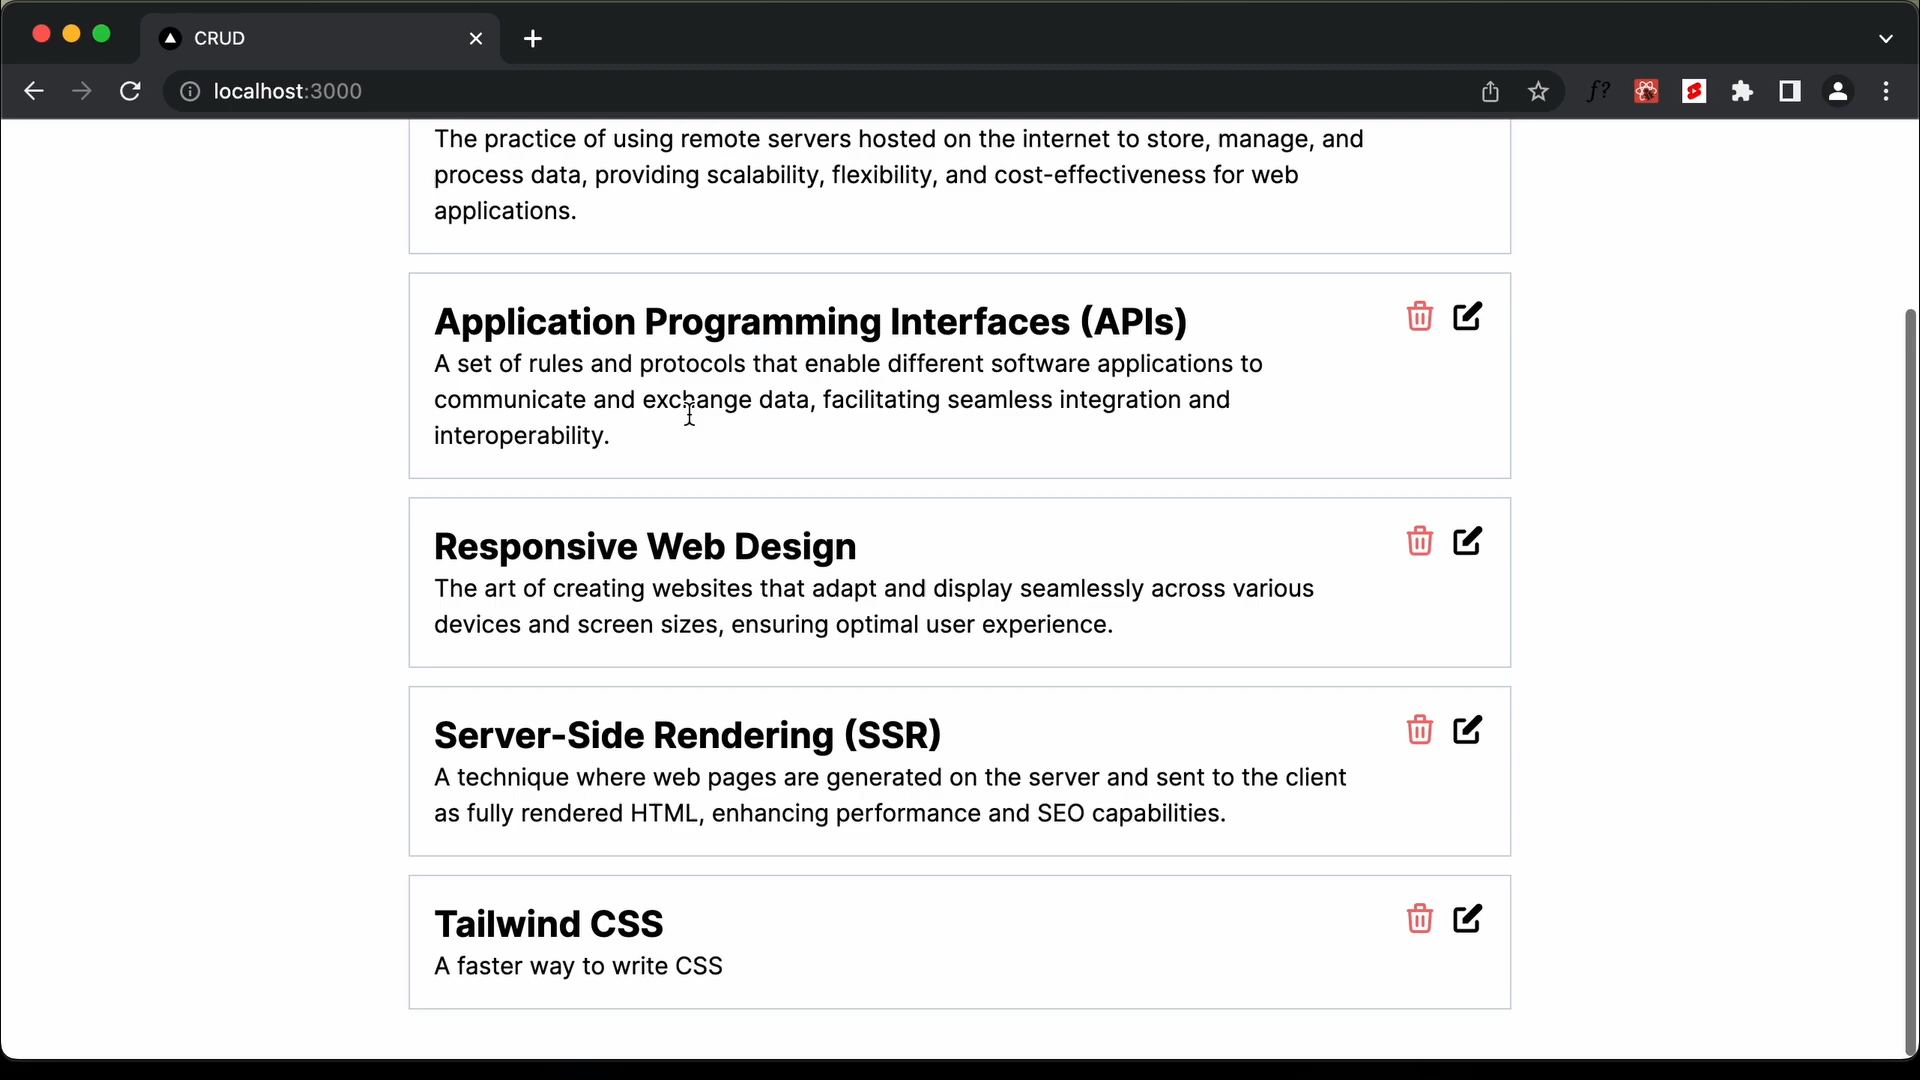 CRUD
localhost:3000
f?
The practice of using remote servers hosted on the internet to store, manage, and
process data, providing scalability, flexibility, and cost-effectiveness for web
applications.
Application Programming Interfaces (APIs)
A set of rules and protocols that enable different software applications to
communicate and exchange data, facilitating seamless integration and
interoperability.
Responsive Web Design
The art of creating websites that adapt and display seamlessly across various
devices and screen sizes, ensuring optimal user experience.
Server-Side Rendering (SSR)
A technique where web pages are generated on the server and sent to the client
as fully rendered HTML, enhancing performance and SEO capabilities.
Tailwind CSS
A faster way to write CSS